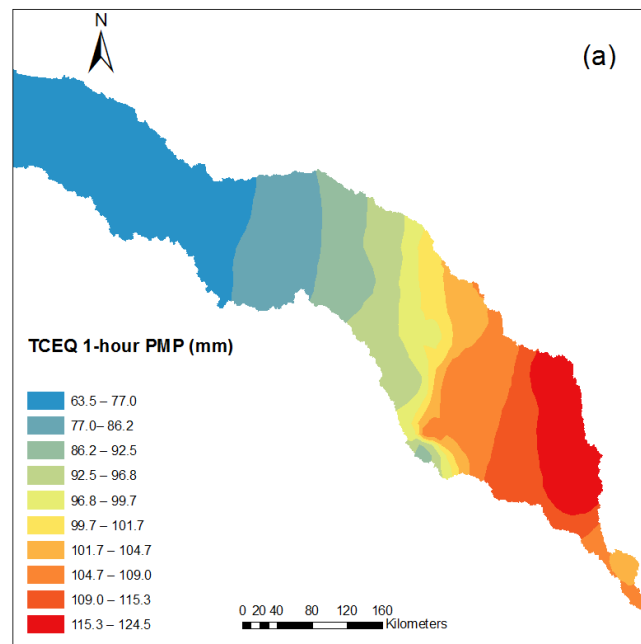 N
(a)
TCEQ 1-hour PMP (mm)
63.5 – 77.0
77.0– 86.2
86.2 – 92.5
92.5 – 96.8
96.8 – 99.7
99.7 – 101.7
101.7 – 104.7
104.7 – 109.0
109.0 – 115.3
115.3 – 124.5
0 20 40 80 120 160
Kilometers